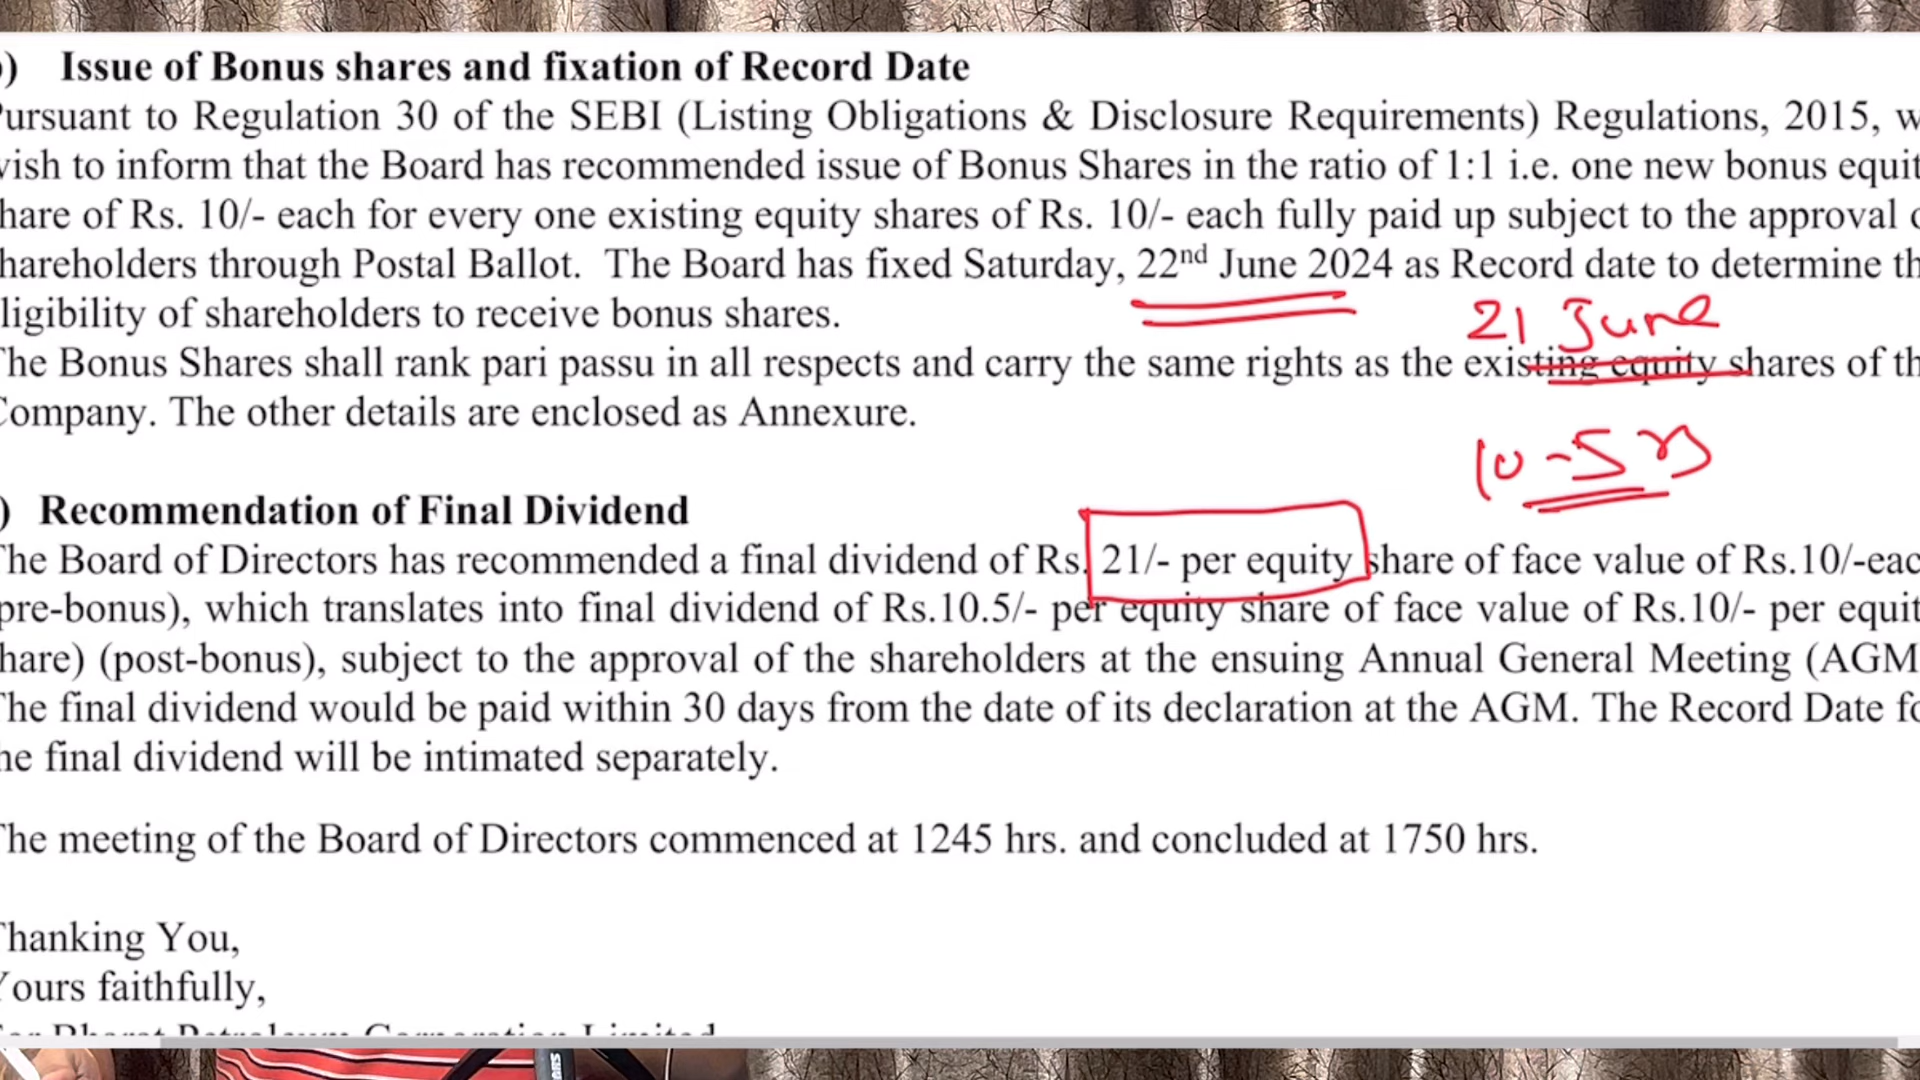 ) Issue of Bonus shares and fixation of Record Date
ursuant to Regulation 30 of the SEBI (Listing Obligations & Disclosure Requirements) Regulations, 2015, w
ish to inform that the Board has recommended issue of Bonus Shares in the ratio of 1:1 i.e. one new bonus equit
hare of Rs. 10/- each for every one existing equity shares of Rs. 10/- each fully paid up subject to the approval
hareholders through Postal Ballot. The Board has fixed Saturday, 22nd June 2024 as Record date to determine th
ligibility of shareholders to receive bonus shares.
21 June
he Bonus Shares shall rank pari passu in all respects and carry the same rights as the existing equity shares of th
ompany. The other details are enclosed as Annexure.
10-5 rs
) Recommendation of Final Dividend
he Board of Directors has recommended a final dividend of Rs. 21/- per equity share of face value of Rs.10/-eac
pre-bonus), which translates into final dividend of Rs.10.5/- per equity share of face value of Rs.10/- per equit
hare) (post-bonus), subject to the approval of the shareholders at the ensuing Annual General Meeting (AGM
he final dividend would be paid within 30 days from the date of its declaration at the AGM. The Record Date fo
he final dividend will be intimated separately.
he meeting of the Board of Directors commenced at 1245 hrs. and concluded at 1750 hrs.
Thanking You,
Yours faithfully,
Bharat Petroleum Corporation Limited